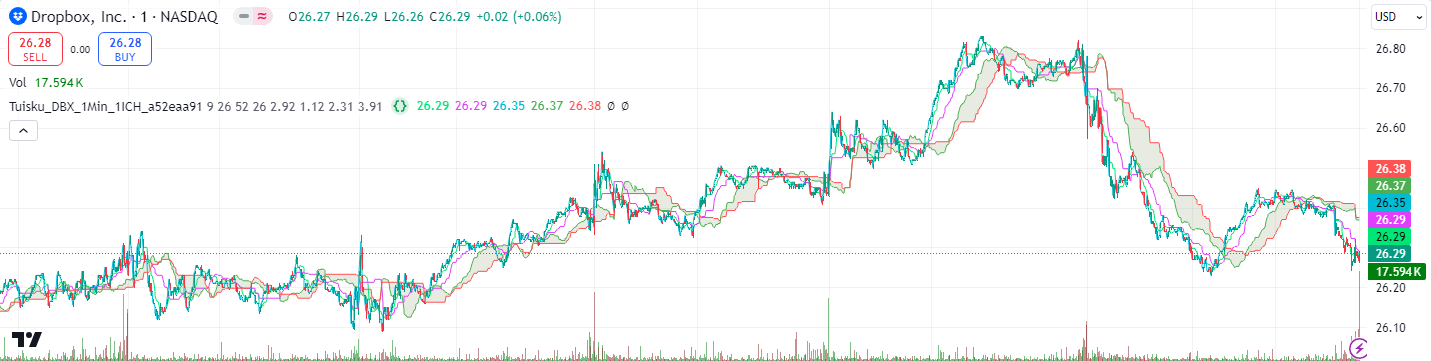 Dropbox, Inc. · 1 · NASDAQ O26.27 H26.29 L26.26 C26.29 +0.02 (+0.06%)
USD
26.28 SELL
0.00
26.28 BUY
Vol 17.594 K
Tuisku_DBX_1Min_1ICH_a52eaa91 9 26 52 26 2.92 1.12 2.31 3.91 {} 26.29 26.29 26.35 26.37 26.38 Ø Ø
26.80
26.70
26.60
26.38
26.37
26.35
26.29
26.29
26.29
17.594 K
26.20
26.10